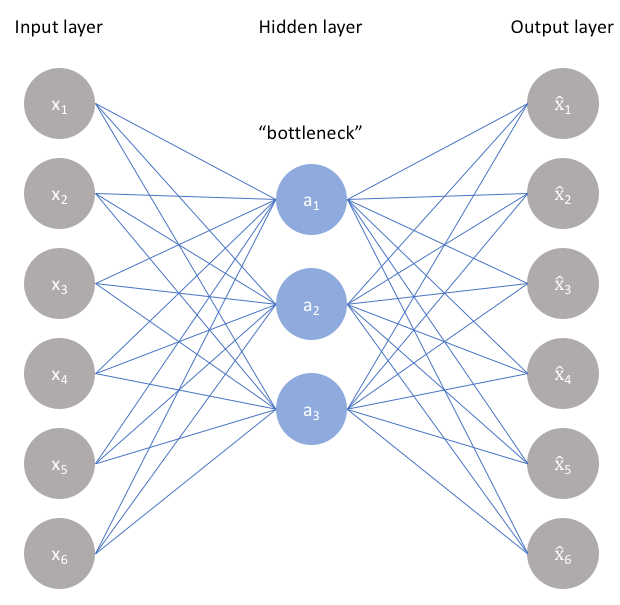 Input layer
Hidden layer
Output layer
“bottleneck”
x₁
x₂
x₃
x₄
x₅
x₆
a₁
a₂
a₃
x̂₁
x̂₂
x̂₃
x̂₄
x̂₅
x̂₆